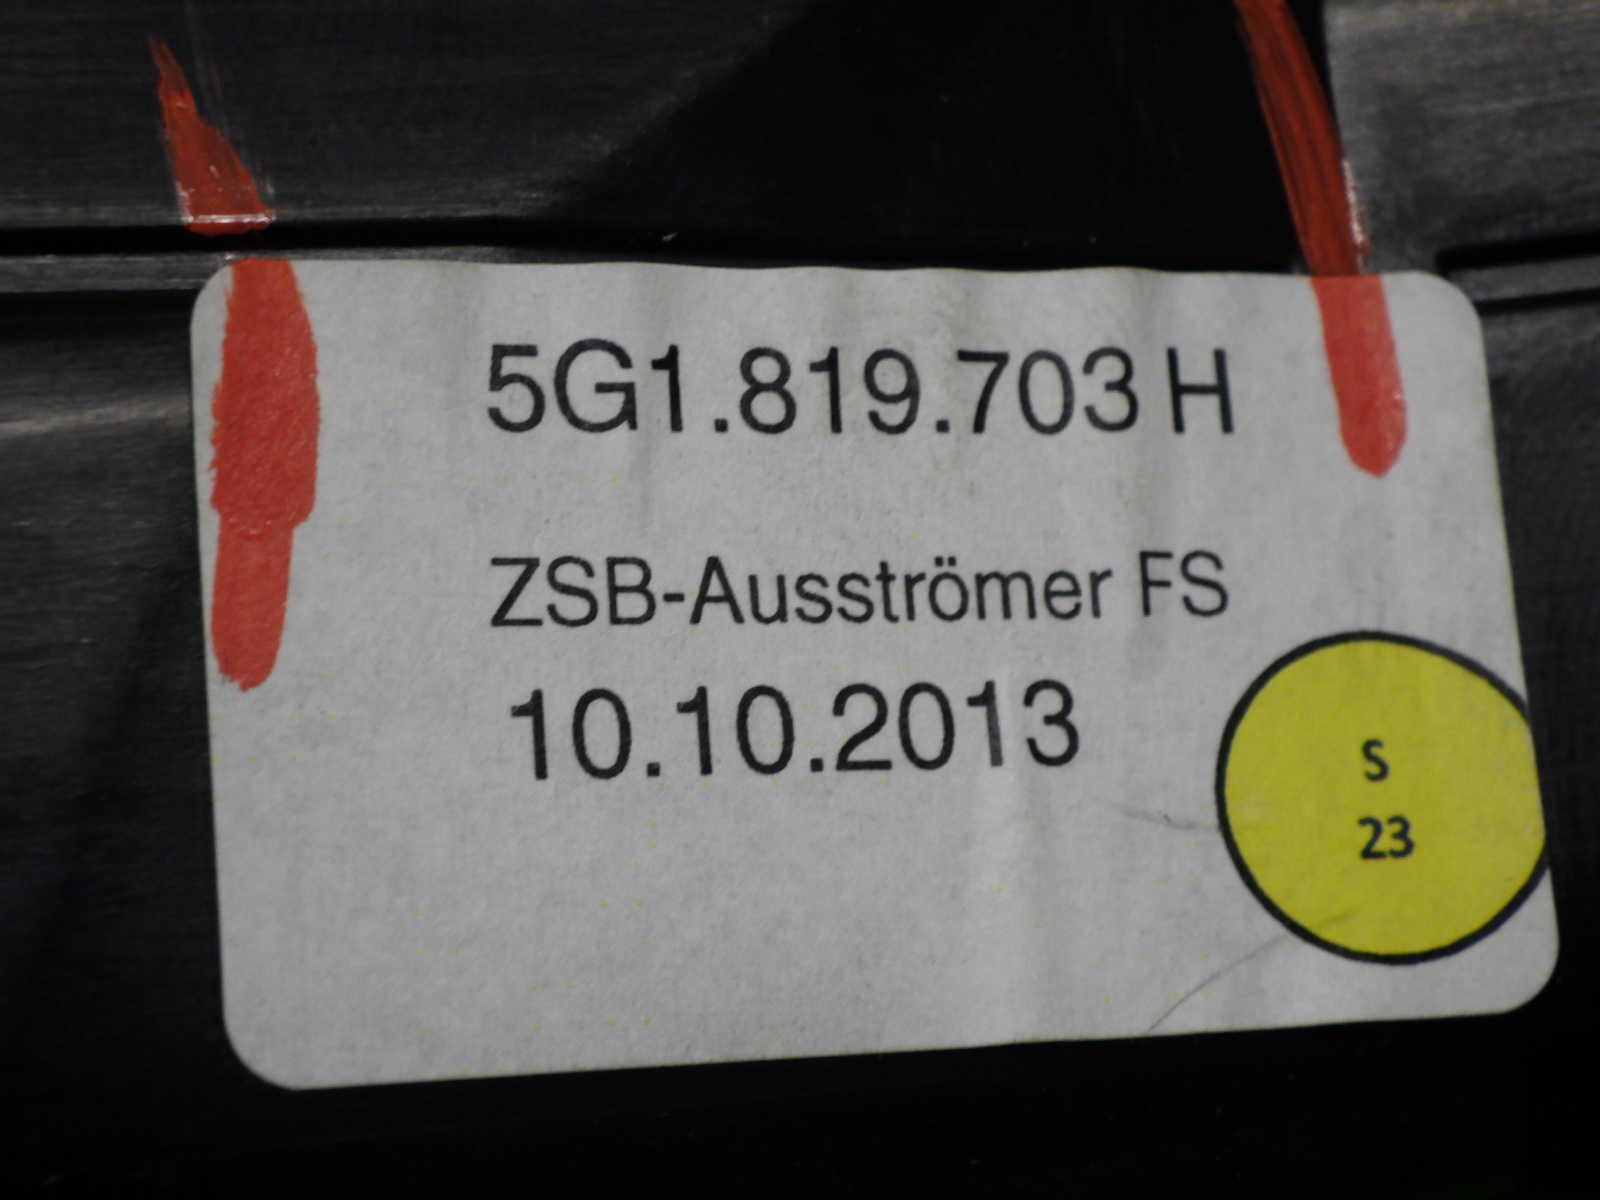 5G1.819.703 H
ZSB-Ausströmer FS
10.10.2013
S
23